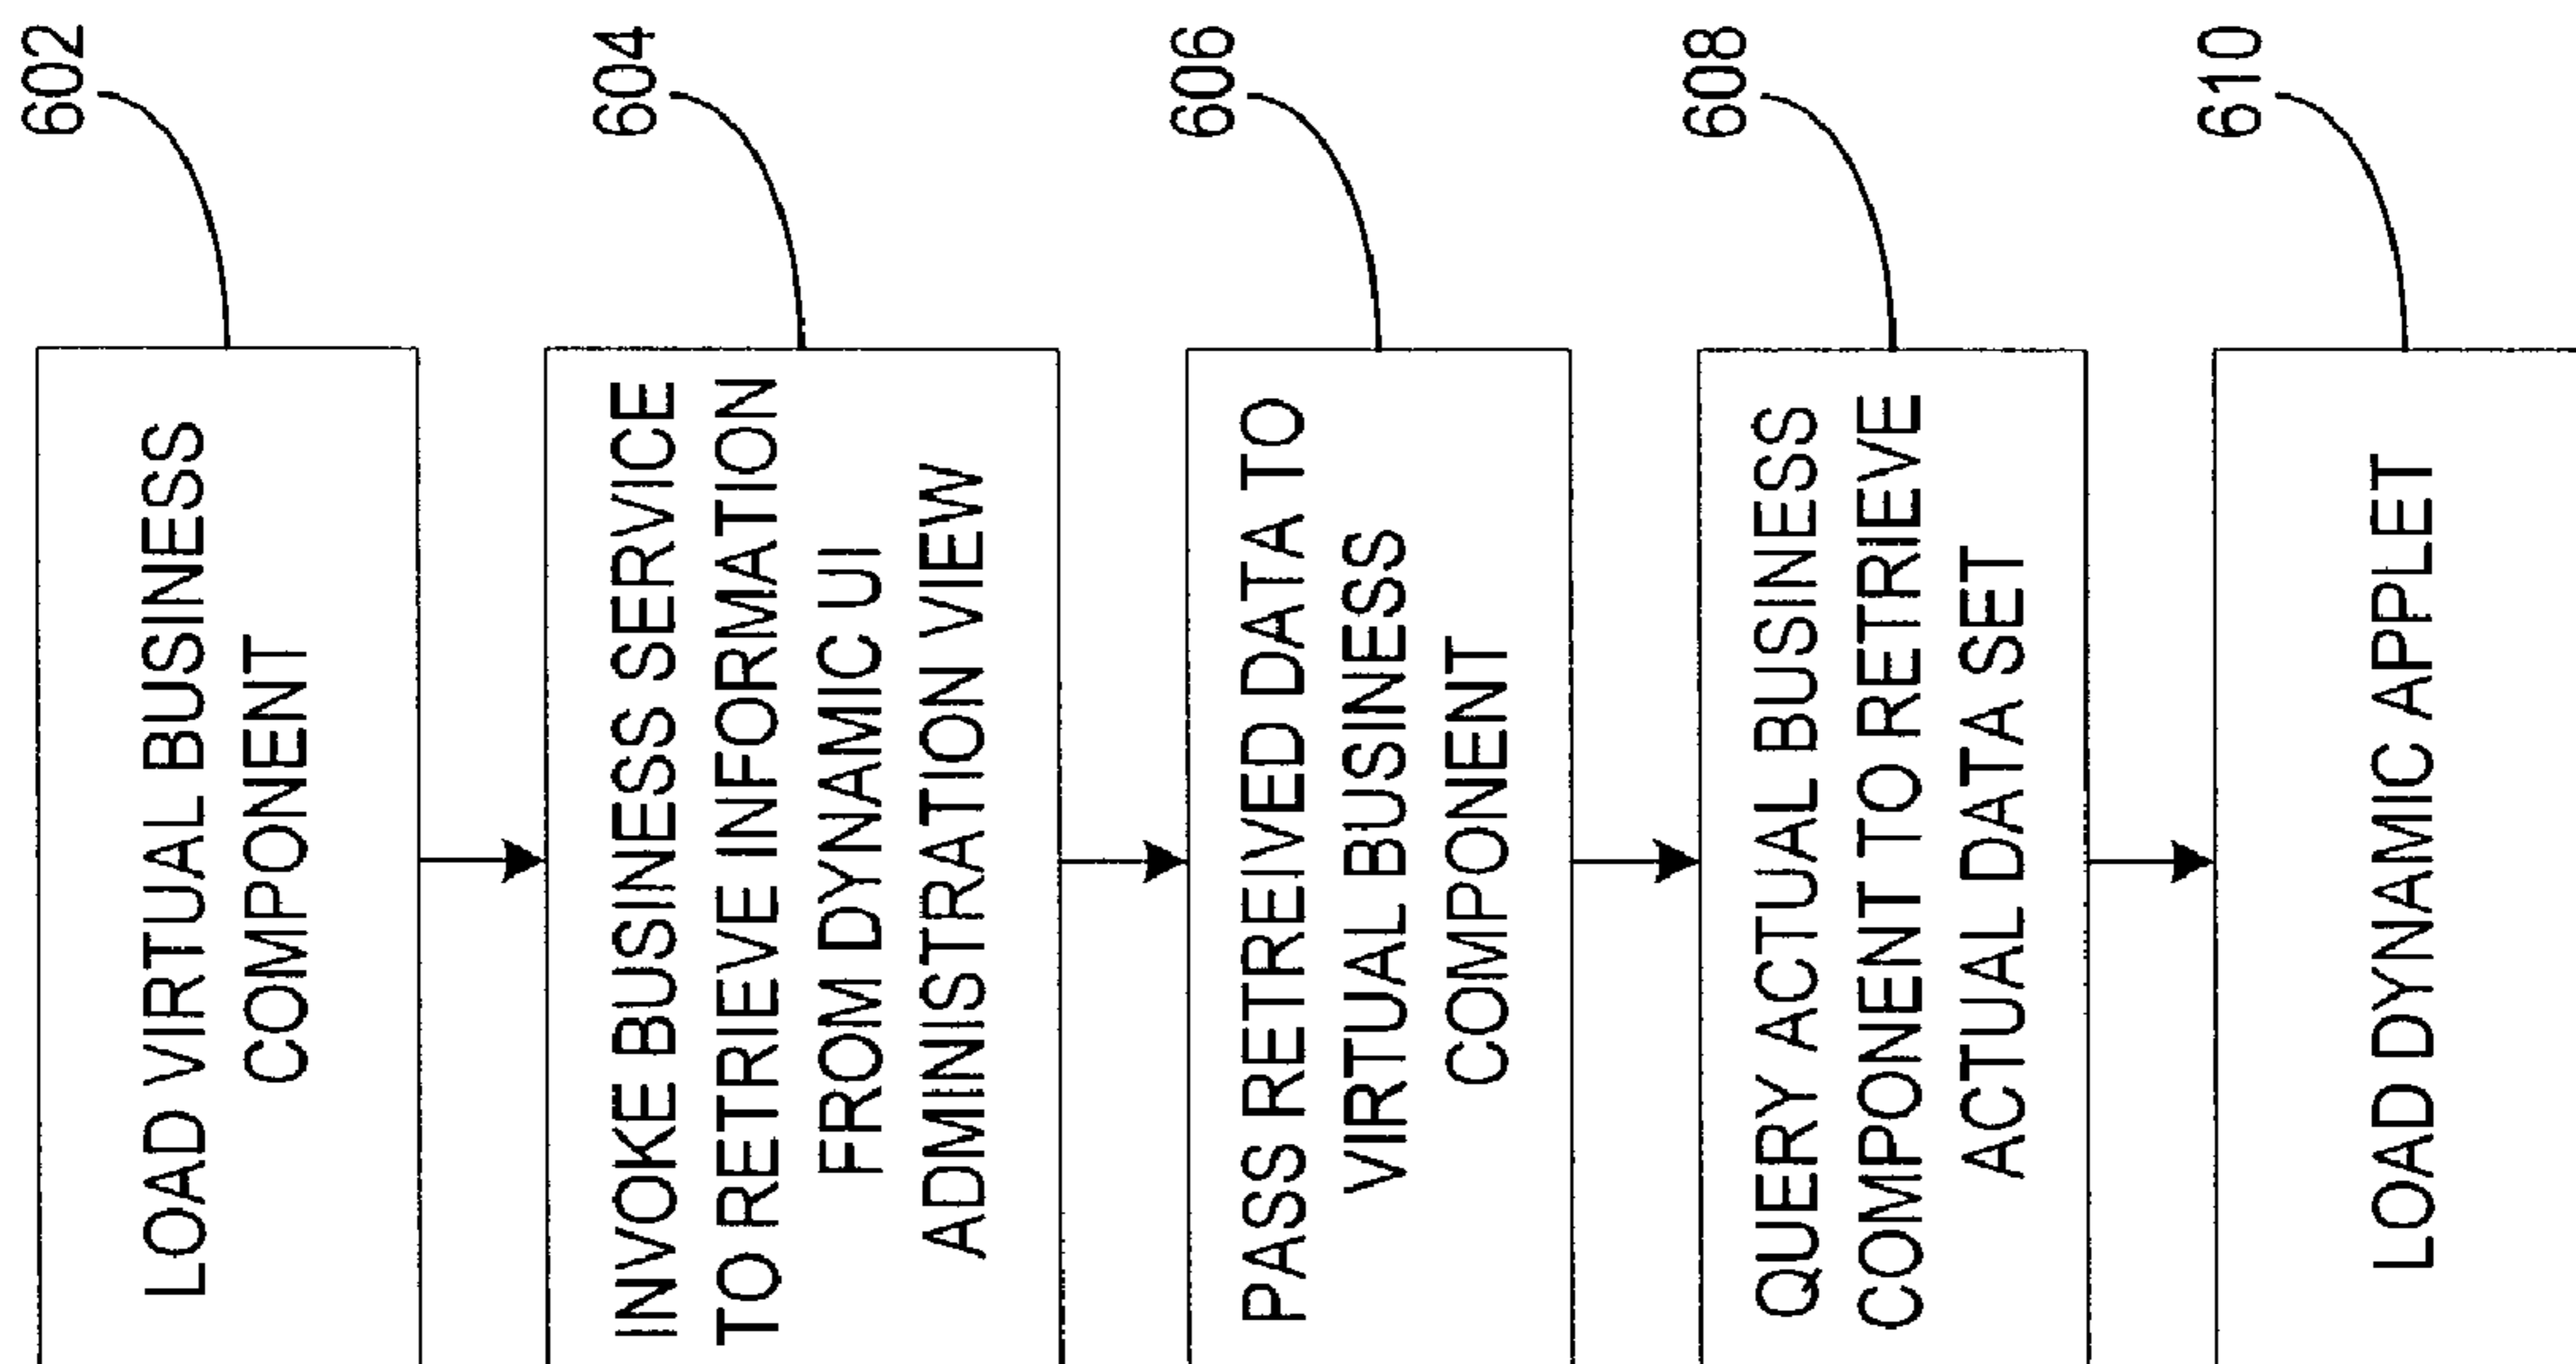 602
LOAD VIRTUAL BUSINESS
COMPONENT
604
INVOKE BUSINESS SERVICE
TO RETRIEVE INFORMATION
FROM DYNAMIC UI
ADMINISTRATION VIEW
606
PASS RETREIVED DATA TO
VIRTUAL BUSINESS
COMPONENT
608
QUERY ACTUAL BUSINESS
COMPONENT TO RETRIEVE
ACTUAL DATA SET
610
LOAD DYNAMIC APPLET